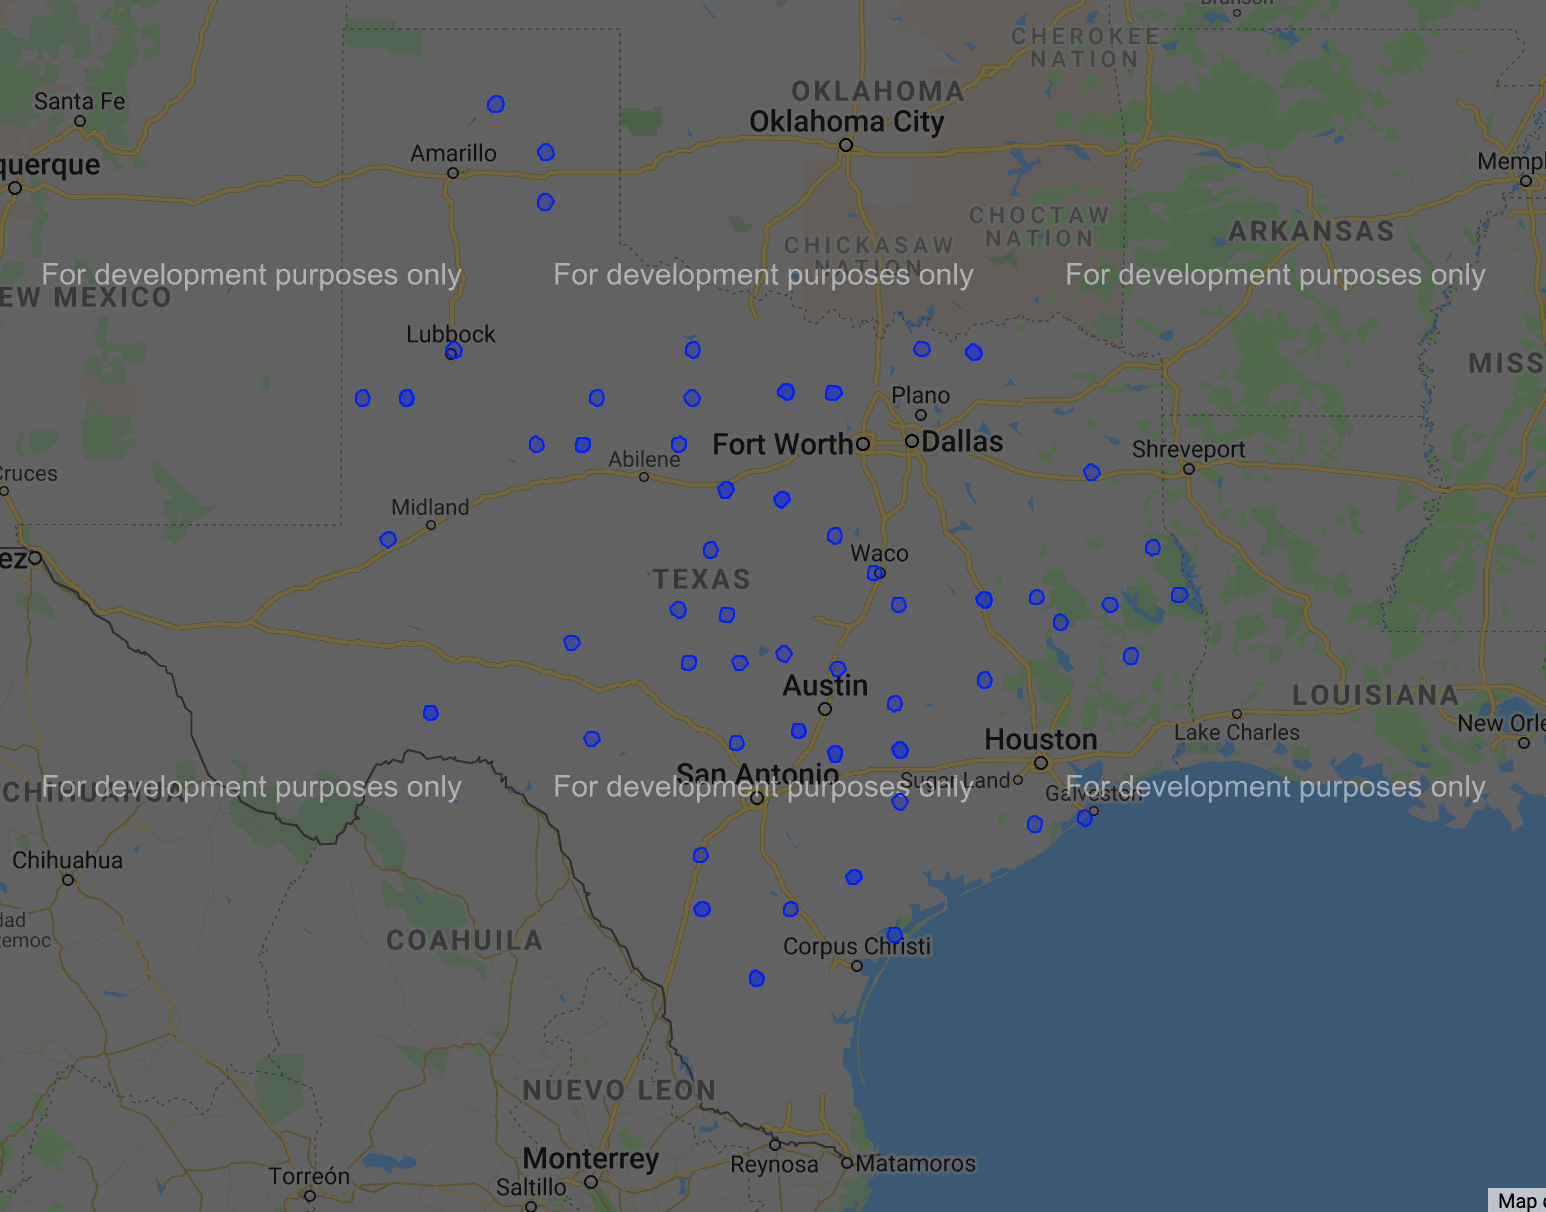 Branson
CHEROKEE
NATION
Santa Fe
OKLAHOMA
Oklahoma City
Amarillo
querque
Memph
CHOCTAW
NATION
ARKANSAS
CHICKASAW
NATION
For development purposes only
For development purposes only
For development purposes only
EW MEXICO
Lubbock
MISS
Plano
Fort Worth
Dallas
Shreveport
Abilene
Cruces
Midland
ez
Waco
TEXAS
Austin
LOUISIANA
New Orle
Lake Charles
Houston
San Antonio
Sugar Land
CHIHUAHUA
For development purposes only
For development purposes only
For development purposes only
Galveston
Chihuahua
dad
temoc
COAHUILA
Corpus Christi
NUEVO LEON
Monterrey
Reynosa
Matamoros
Torreón
Saltillo
Map